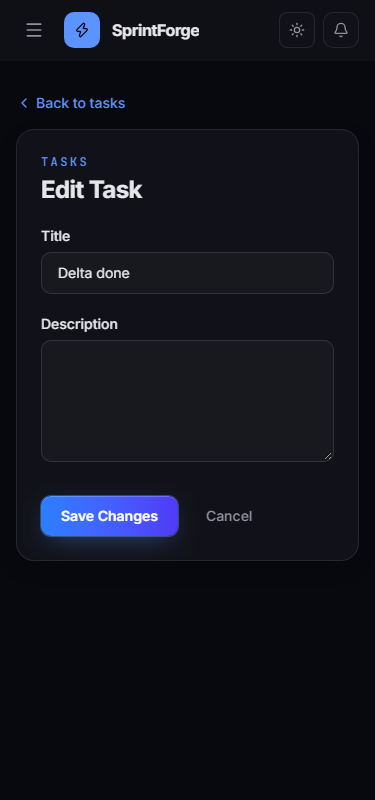 SprintForge
Back to tasks
TASKS
Edit Task
Title
Delta done
Description
Save Changes
Cancel